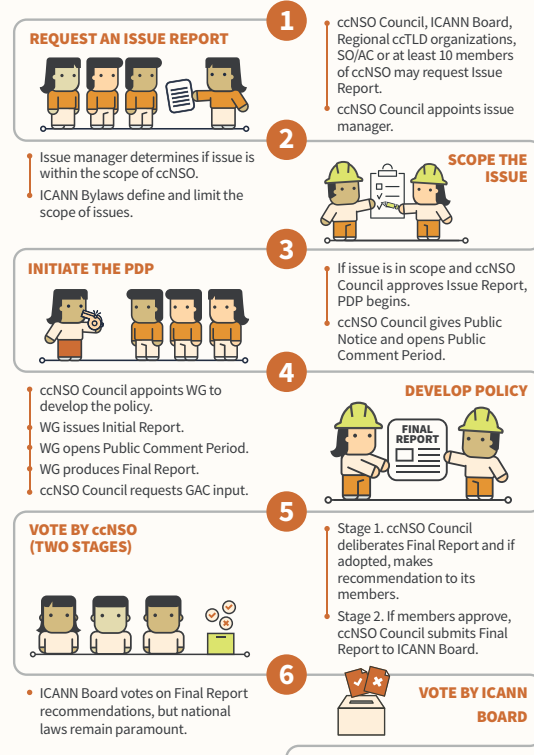 1
REQUEST AN ISSUE REPORT
ccNSO Council, ICANN Board,
Regional ccTLD organizations,
SO/AC or at least 10 members
of ccNSO may request Issue
Report.
ccNSO Council appoints issue
manager.
2
SCOPE THE
ISSUE
Issue manager determines if issue is
within the scope of ccNSO.
ICANN Bylaws define and limit the
scope of issues.
3
INITIATE THE PDP
If issue is in scope and ccNSO
Council approves Issue Report,
PDP begins.
ccNSO Council gives Public
Notice and opens Public
Comment Period.
4
DEVELOP POLICY
ccNSO Council appoints WG to
develop the policy.
WG issues Initial Report.
WG opens Public Comment Period.
WG produces Final Report.
ccNSO Council requests GAC input.
FINAL
REPORT
5
VOTE BY ccNSO
(TWO STAGES)
Stage 1. ccNSO Council
deliberates Final Report and if
adopted, makes
recommendation to its
members.
Stage 2. If members approve,
ccNSO Council submits Final
Report to ICANN Board.
6
VOTE BY ICANN
BOARD
ICANN Board votes on Final Report
recommendations, but national
laws remain paramount.